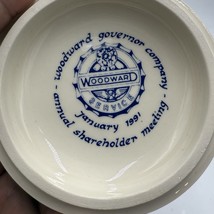 - woodward governor company -
WOODWARD
SERVICE
january 1991
annual shareholder meeting